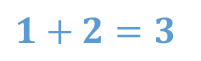 1 + 2 = 3